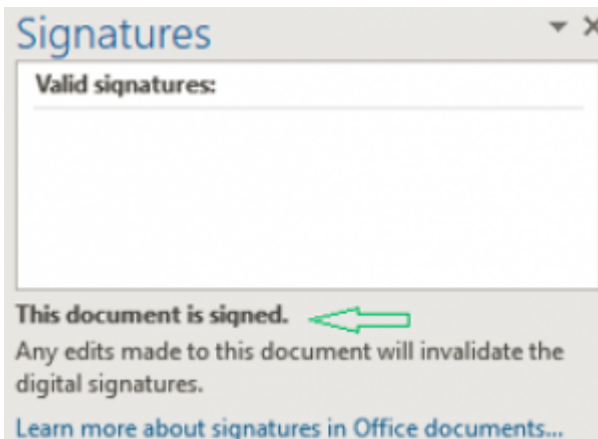 Signatures
Valid signatures:
This document is signed.
Any edits made to this document will invalidate the
digital signatures.
Learn more about signatures in Office documents...